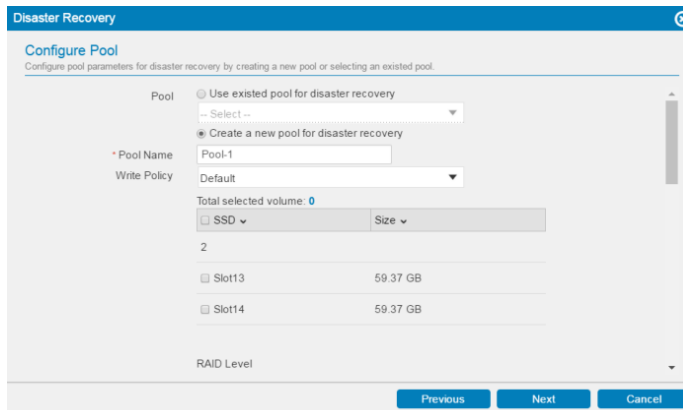 Disaster Recovery
Configure Pool
Configure pool parameters for disaster recovery by creating a new pool or selecting an existed pool.
Pool
Use existed pool for disaster recovery
-- Select --
Create a new pool for disaster recovery
* Pool Name
Pool-1
Write Policy
Default
Total selected volume: 0
SSD Size
2
Slot13 59.37 GB
Slot14 59.37 GB
RAID Level
Previous Next Cancel